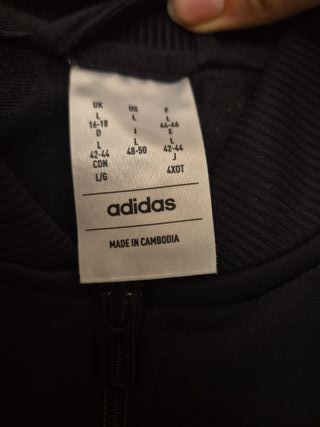 UK US F
L L L
16-18 44-46
D I E
L L L
42-44 48-50 42-44
CDN J
L/G 4XOT
adidas
MADE IN CAMBODIA